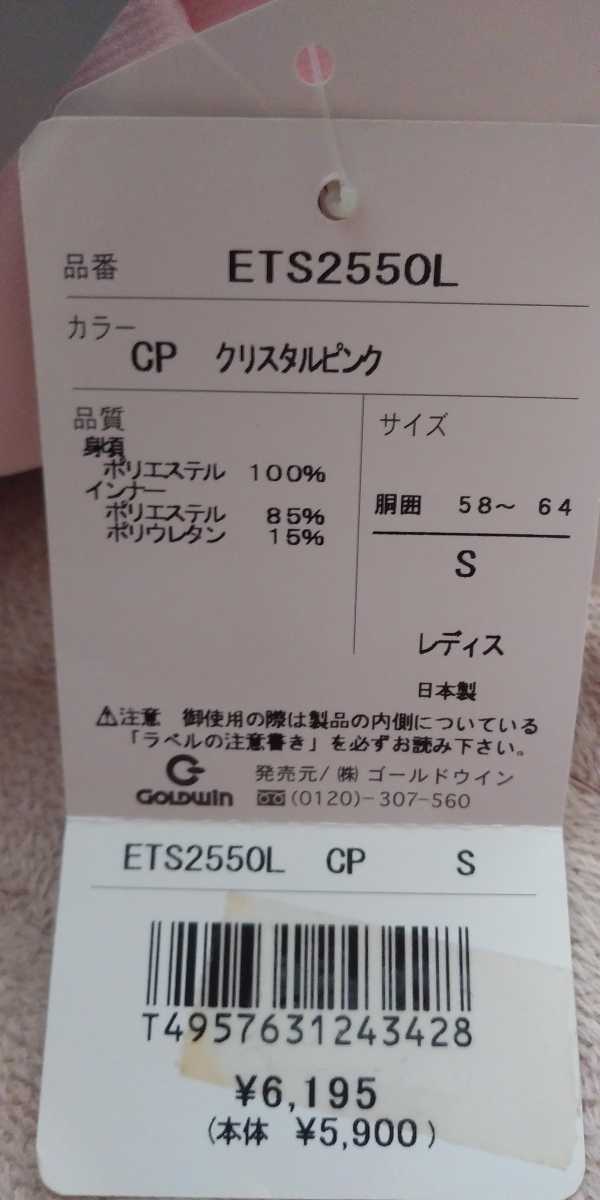 品番 ETS2550L
カラー
CP クリスタルピンク
品質
身頃
ポリエステル 100%
インナー
ポリエステル 85%
ポリウレタン 15%
サイズ
胴囲 58～ 64
S
レディス
日本製
⚠注意 御使用の際は製品の内側についている
「ラベルの注意書き」を必ずお読み下さい。
GOLDWIN
発売元/㈱ゴールドウイン
(0120)-307-560
ETS2550L CP S
T4957631243428
¥6,195
(本体 ¥5,900)